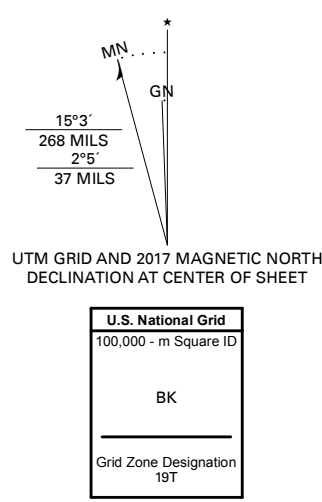 ★
MN
GN
15°3´
268 MILS
2°5´
37 MILS
UTM GRID AND 2017 MAGNETIC NORTH
DECLINATION AT CENTER OF SHEET
U.S. National Grid
100,000 - m Square ID
BK
Grid Zone Designation
19T